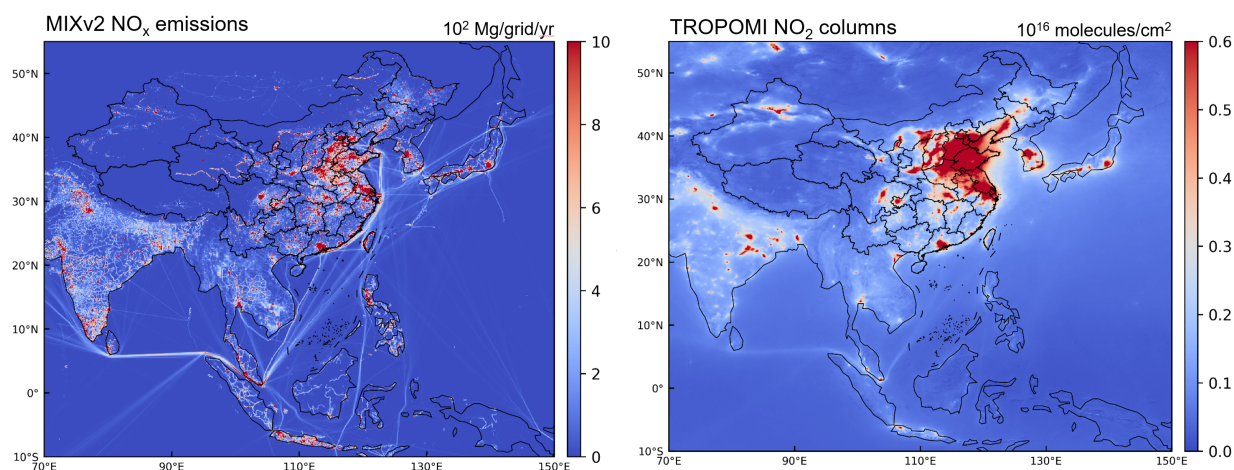 MIXv2 NOx emissions
10² Mg/grid/yr
50°N
40°N
30°N
20°N
10°N
0°
10°S
70°E
90°E
110°E
130°E
150°E
10
8
6
4
2
0
TROPOMI NO₂ columns
10¹⁶ molecules/cm²
50°N
40°N
30°N
20°N
10°N
0°
10°S
70°E
90°E
110°E
130°E
150°E
0.6
0.5
0.4
0.3
0.2
0.1
0.0